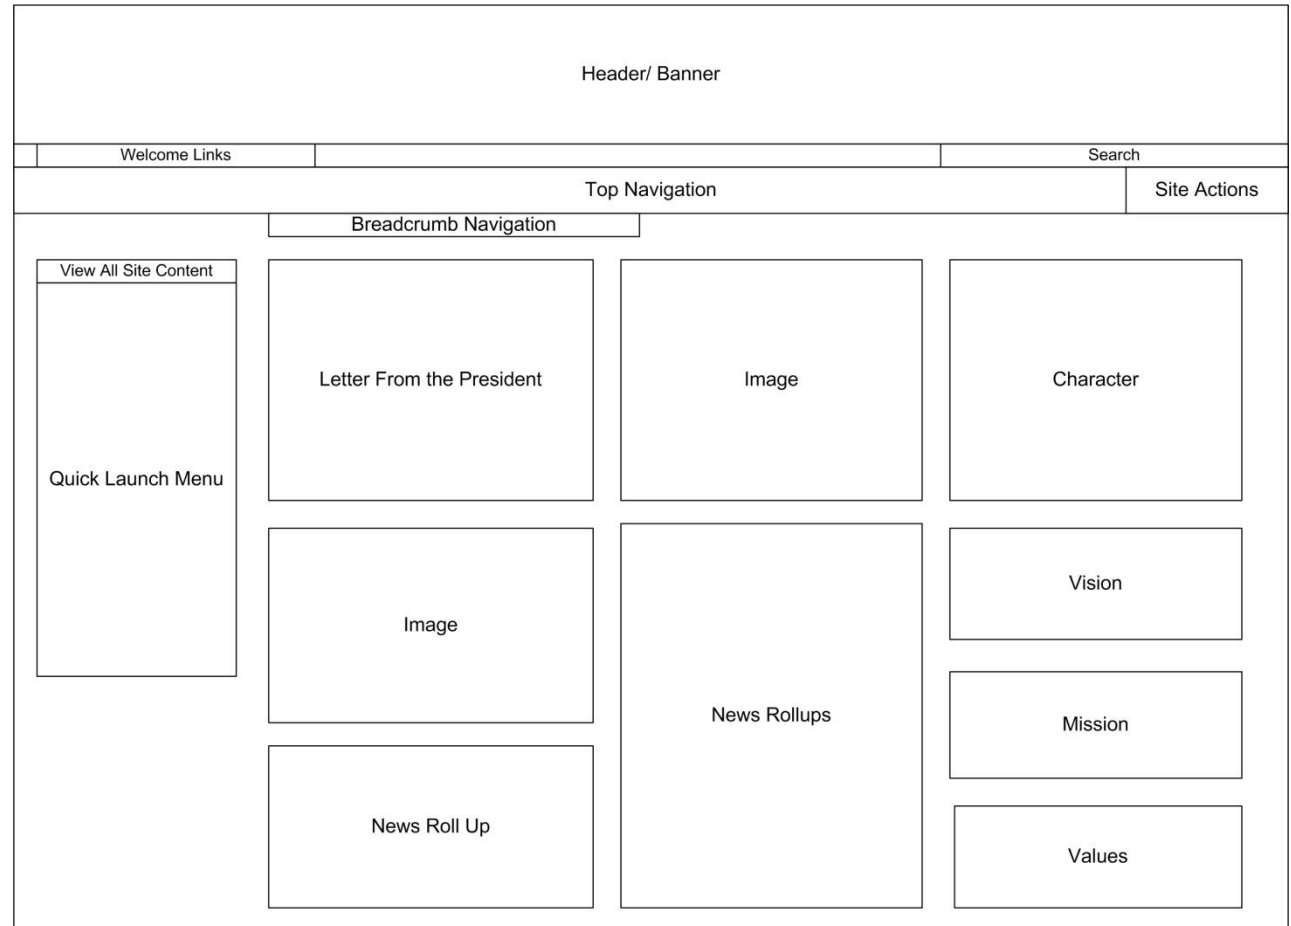 Header/ Banner
Welcome Links
Search
Top Navigation
Site Actions
Breadcrumb Navigation
View All Site Content
Quick Launch Menu
Letter From the President
Image
Character
Image
News Rollups
Vision
Mission
News Roll Up
Values